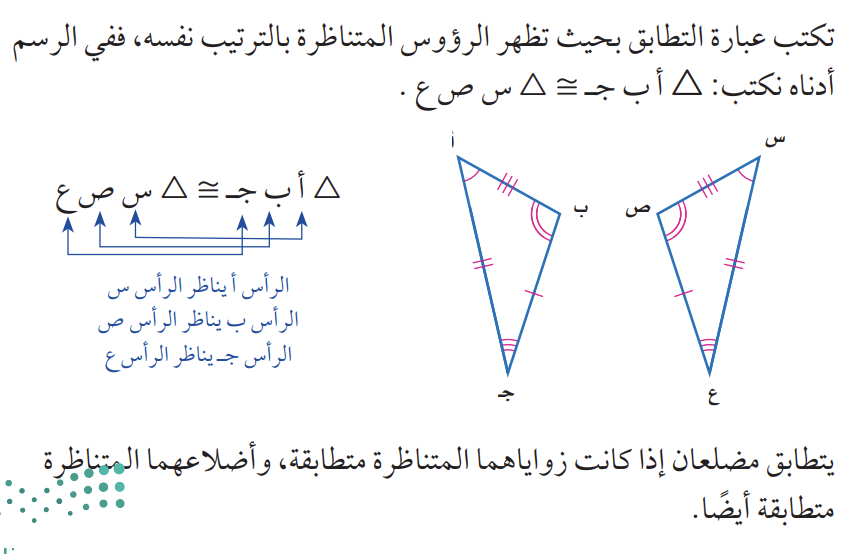 تكتب عبارة التطابق بحيث تظهر الرؤوس المتناظرة بالترتيب نفسه، ففي الرسم
أدناه نكتب: △ أ ب جـ ≅ △ س ص ع .
△ أ ب جـ ≅ △ س ص ع
الرأس أ يناظر الرأس س
الرأس ب يناظر الرأس ص
الرأس جـ يناظر الرأس ع
س
ص
ع
ب
جـ
يتطابق مضلعان إذا كانت زواياهما المتناظرة متطابقة، وأضلاعهما المتناظرة
متطابقة أيضًا.